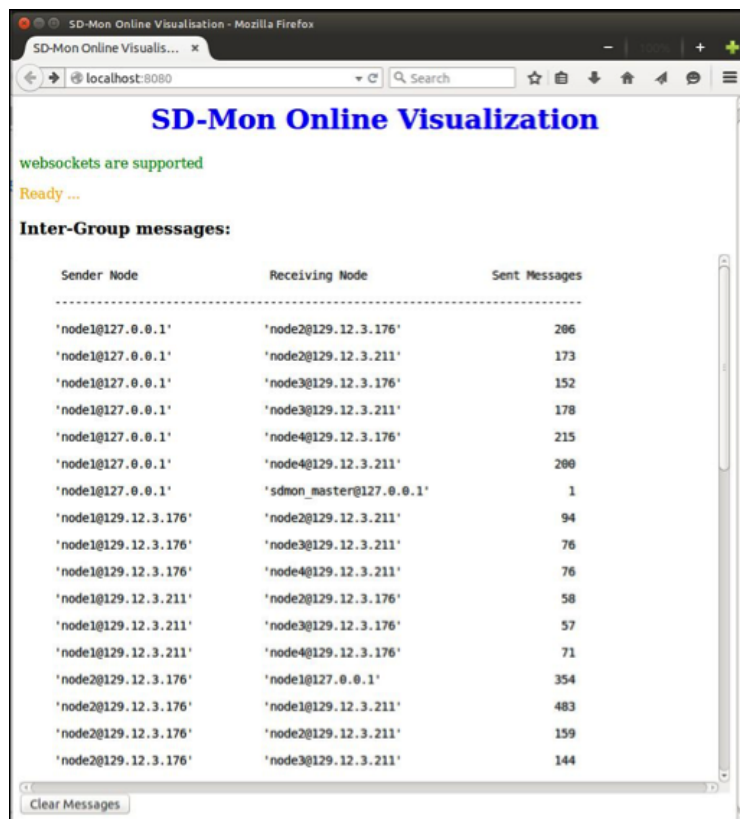 SD-Mon Online Visualisation - Mozilla Firefox
SD-Mon Online Visualis... ×
100%
localhost:8080 Search
SD-Mon Online Visualization
websockets are supported
Ready ...
Inter-Group messages:
Sender Node Receiving Node Sent Messages
--------------------------------------------------------------------------------
'node1@127.0.0.1' 'node2@129.12.3.176' 206
'node1@127.0.0.1' 'node2@129.12.3.211' 173
'node1@127.0.0.1' 'node3@129.12.3.176' 152
'node1@127.0.0.1' 'node3@129.12.3.211' 178
'node1@127.0.0.1' 'node4@129.12.3.176' 215
'node1@127.0.0.1' 'node4@129.12.3.211' 200
'node1@127.0.0.1' 'sdmon_master@127.0.0.1' 1
'node1@129.12.3.176' 'node2@129.12.3.211' 94
'node1@129.12.3.176' 'node3@129.12.3.211' 76
'node1@129.12.3.176' 'node4@129.12.3.211' 76
'node1@129.12.3.211' 'node2@129.12.3.176' 58
'node1@129.12.3.211' 'node3@129.12.3.176' 57
'node1@129.12.3.211' 'node4@129.12.3.176' 71
'node2@129.12.3.176' 'node1@127.0.0.1' 354
'node2@129.12.3.176' 'node1@129.12.3.211' 483
'node2@129.12.3.176' 'node2@129.12.3.211' 159
'node2@129.12.3.176' 'node3@129.12.3.211' 144
Clear Messages